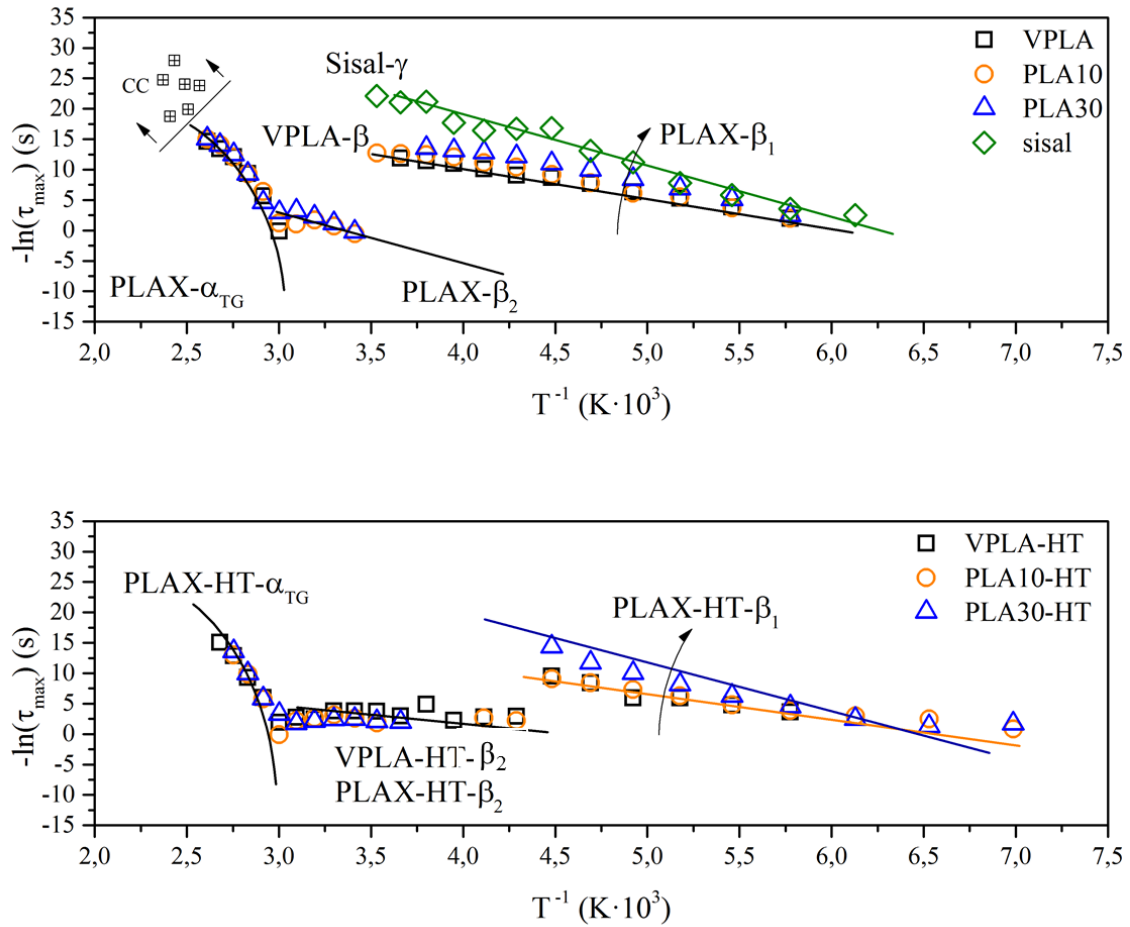 35
30
25
20
15
10
5
0
-5
-10
-15
-ln(τmax) (s)
CC
Sisal-γ
VPLA-β
PLAX-β1
PLAX-αTG
PLAX-β2
VPLA
PLA10
PLA30
sisal
2,0 2,5 3,0 3,5 4,0 4,5 5,0 5,5 6,0 6,5 7,0 7,5
T-1 (K·10³)
35
30
25
20
15
10
5
0
-5
-10
-15
-ln(τmax) (s)
PLAX-HT-αTG
PLAX-HT-β1
VPLA-HT-β2
PLAX-HT-β2
VPLA-HT
PLA10-HT
PLA30-HT
2,0 2,5 3,0 3,5 4,0 4,5 5,0 5,5 6,0 6,5 7,0 7,5
T-1 (K·10³)